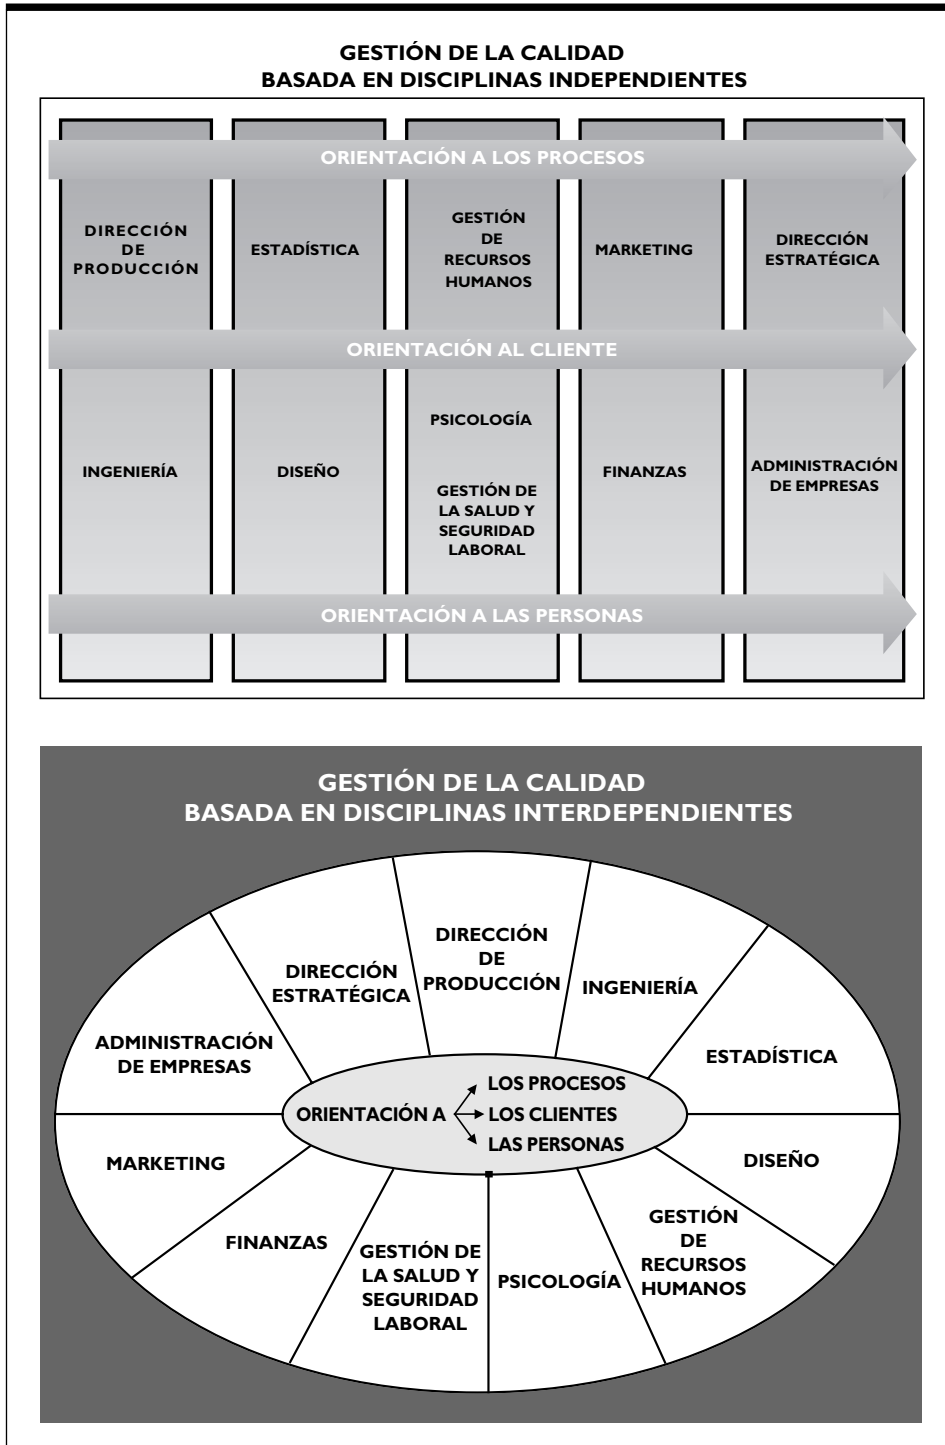 GESTIÓN DE LA CALIDAD
BASADA EN DISCIPLINAS INDEPENDIENTES
ORIENTACIÓN A LOS PROCESOS
DIRECCIÓN
DE
PRODUCCIÓN
ESTADÍSTICA
GESTIÓN
DE
RECURSOS
HUMANOS
MARKETING
DIRECCIÓN
ESTRATÉGICA
ORIENTACIÓN AL CLIENTE
INGENIERÍA
DISEÑO
PSICOLOGÍA
GESTIÓN DE
LA SALUD Y
SEGURIDAD
LABORAL
FINANZAS
ADMINISTRACIÓN
DE EMPRESAS
ORIENTACIÓN A LAS PERSONAS
GESTIÓN DE LA CALIDAD
BASADA EN DISCIPLINAS INTERDEPENDIENTES
DIRECCIÓN
DE
PRODUCCIÓN
DIRECCIÓN
ESTRATÉGICA
INGENIERÍA
ADMINISTRACIÓN
DE EMPRESAS
ESTADÍSTICA
ORIENTACIÓN A
LOS PROCESOS
LOS CLIENTES
LAS PERSONAS
MARKETING
DISEÑO
FINANZAS
GESTIÓN DE
LA SALUD Y
SEGURIDAD
LABORAL
PSICOLOGÍA
GESTIÓN
DE
RECURSOS
HUMANOS